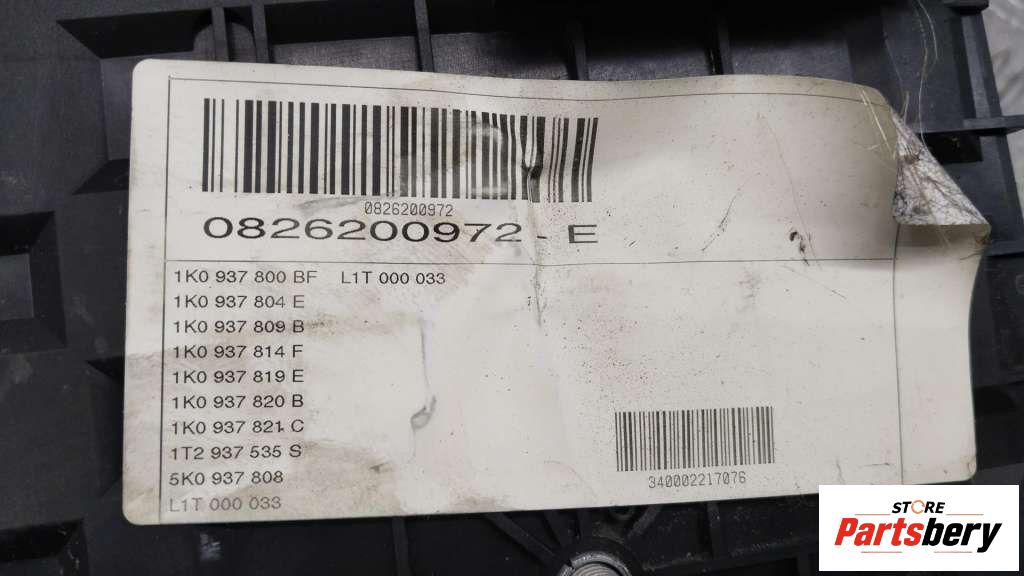 0826200972
0826200972 - E
1K0 937 800 BF L1T 000 033
1K0 937 804 E
1K0 937 809 B
1K0 937 814 F
1K0 937 819 E
1K0 937 820 B
1K0 937 821 C
1T2 937 535 S
5K0 937 808
L1T 000 033
340002217076
STORE
Partsbery